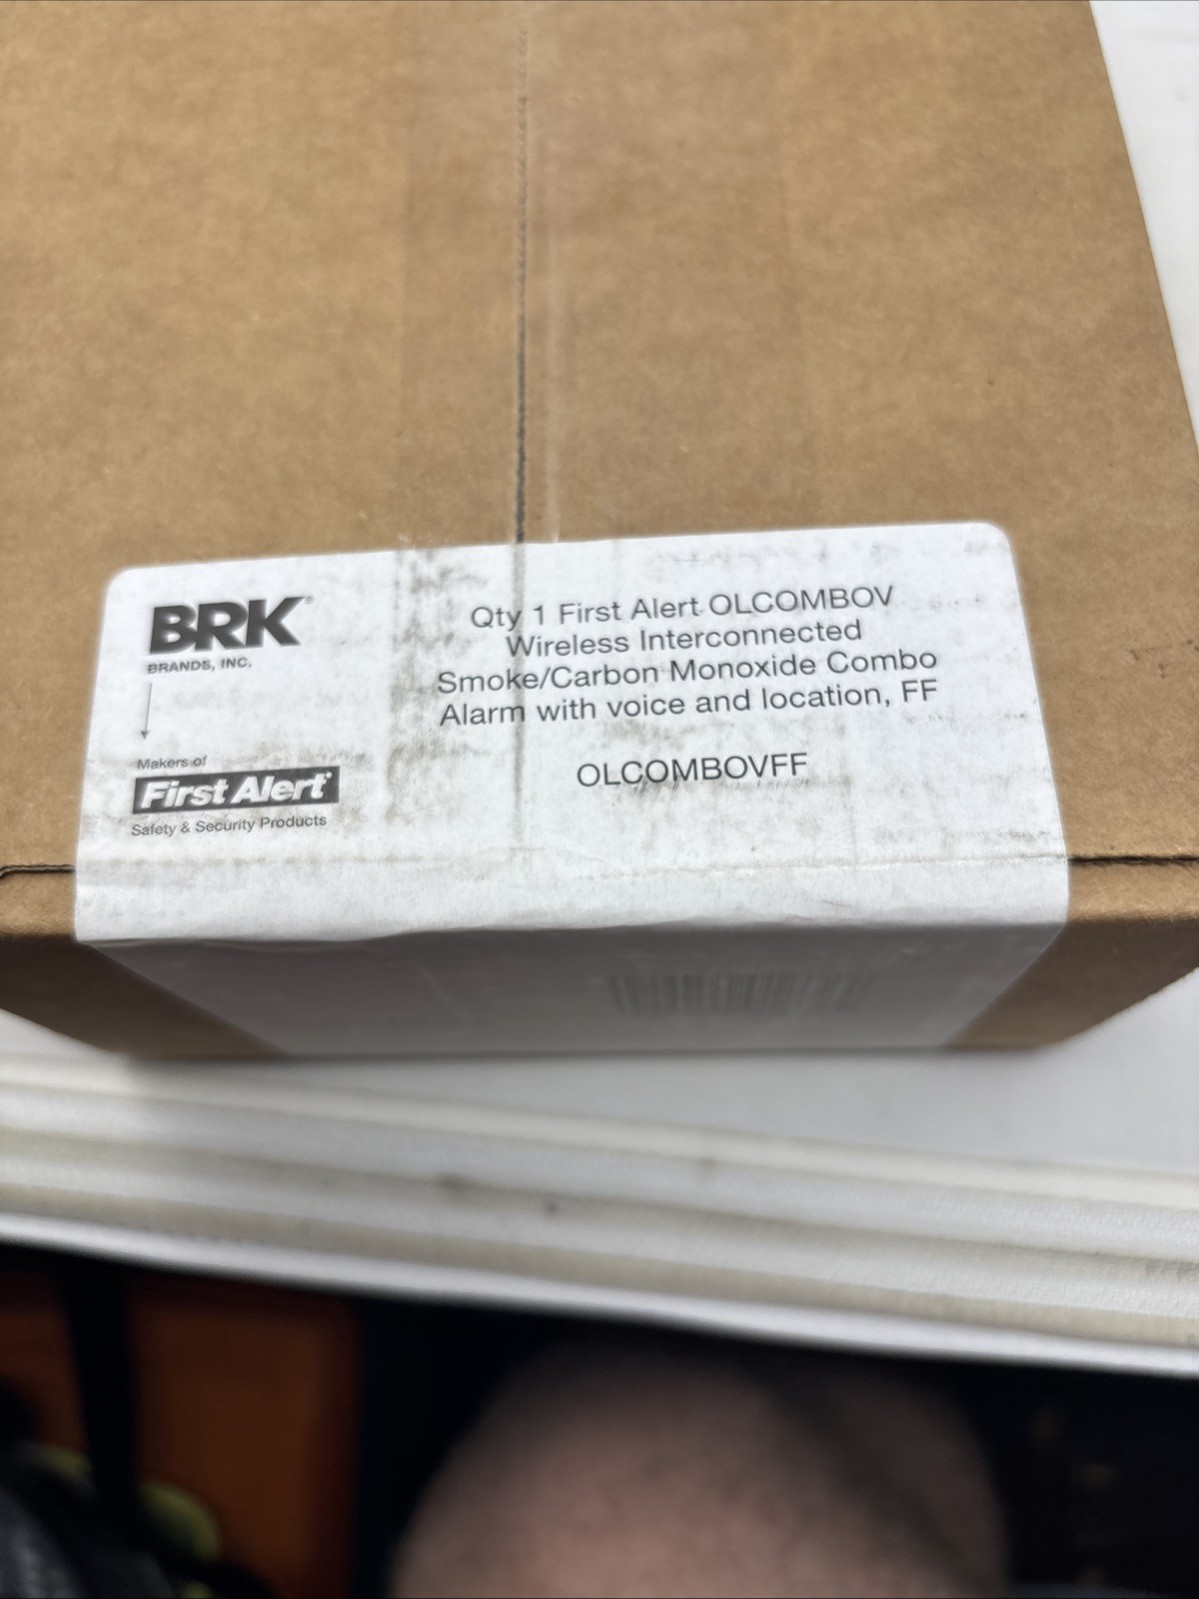 BRK®
BRANDS, INC.
Makers of
First Alert®
Safety & Security Products
Qty 1 First Alert OLCOMBOV
Wireless Interconnected
Smoke/Carbon Monoxide Combo
Alarm with voice and location, FF
OLCOMBOVFF